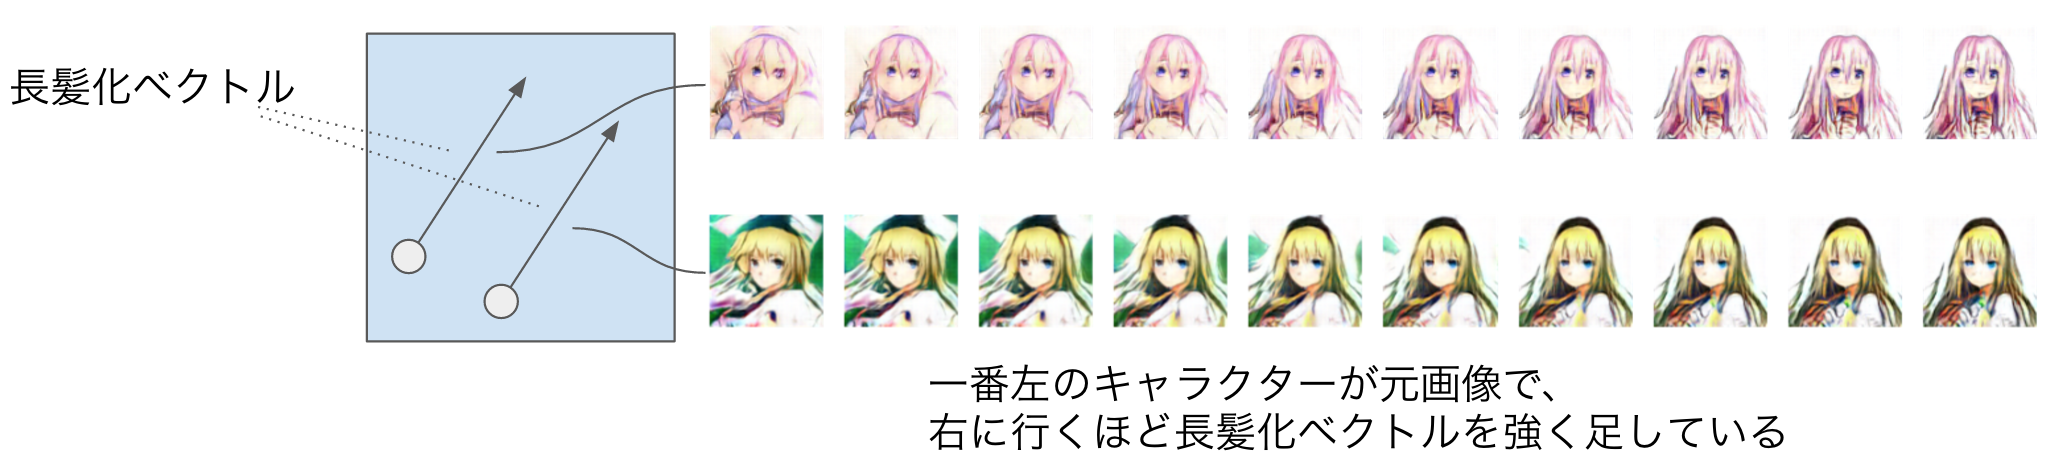 長髪化ベクトル
一番左のキャラクターが元画像で、
右に行くほど長髪化ベクトルを強く足している